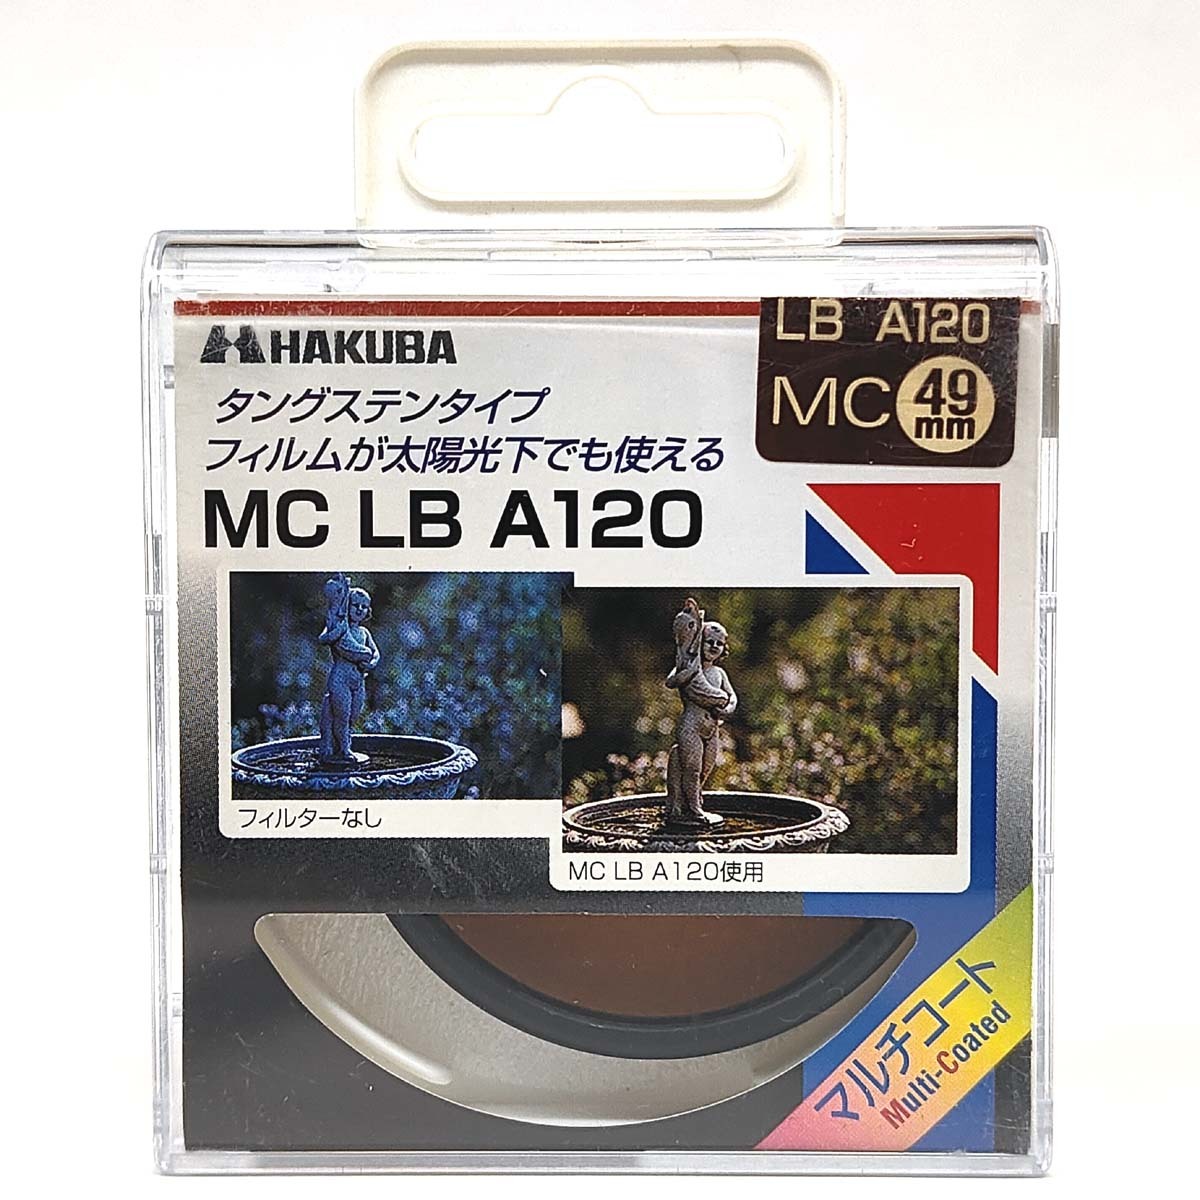 HAKUBA
LB A120
MC 49mm
タングステンタイプ
フィルムが太陽光下でも使える
MC LB A120
フィルターなし
MC LB A120使用
マルチコート
Multi-Coated